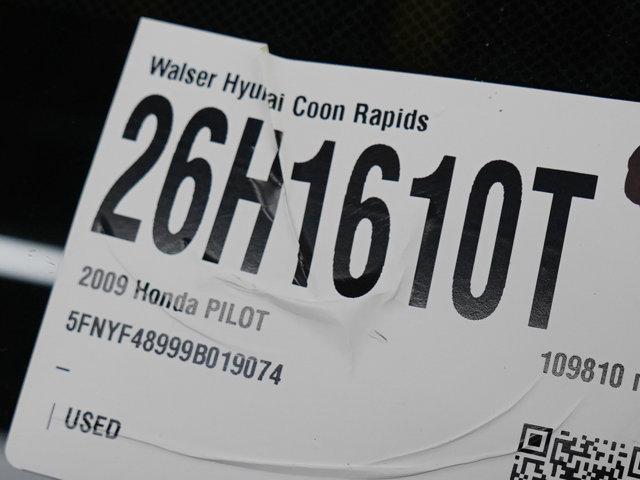 Walser Hyundai Coon Rapids
26H1610T
2009 Honda PILOT
5FNYF48999B019074
109810
USED